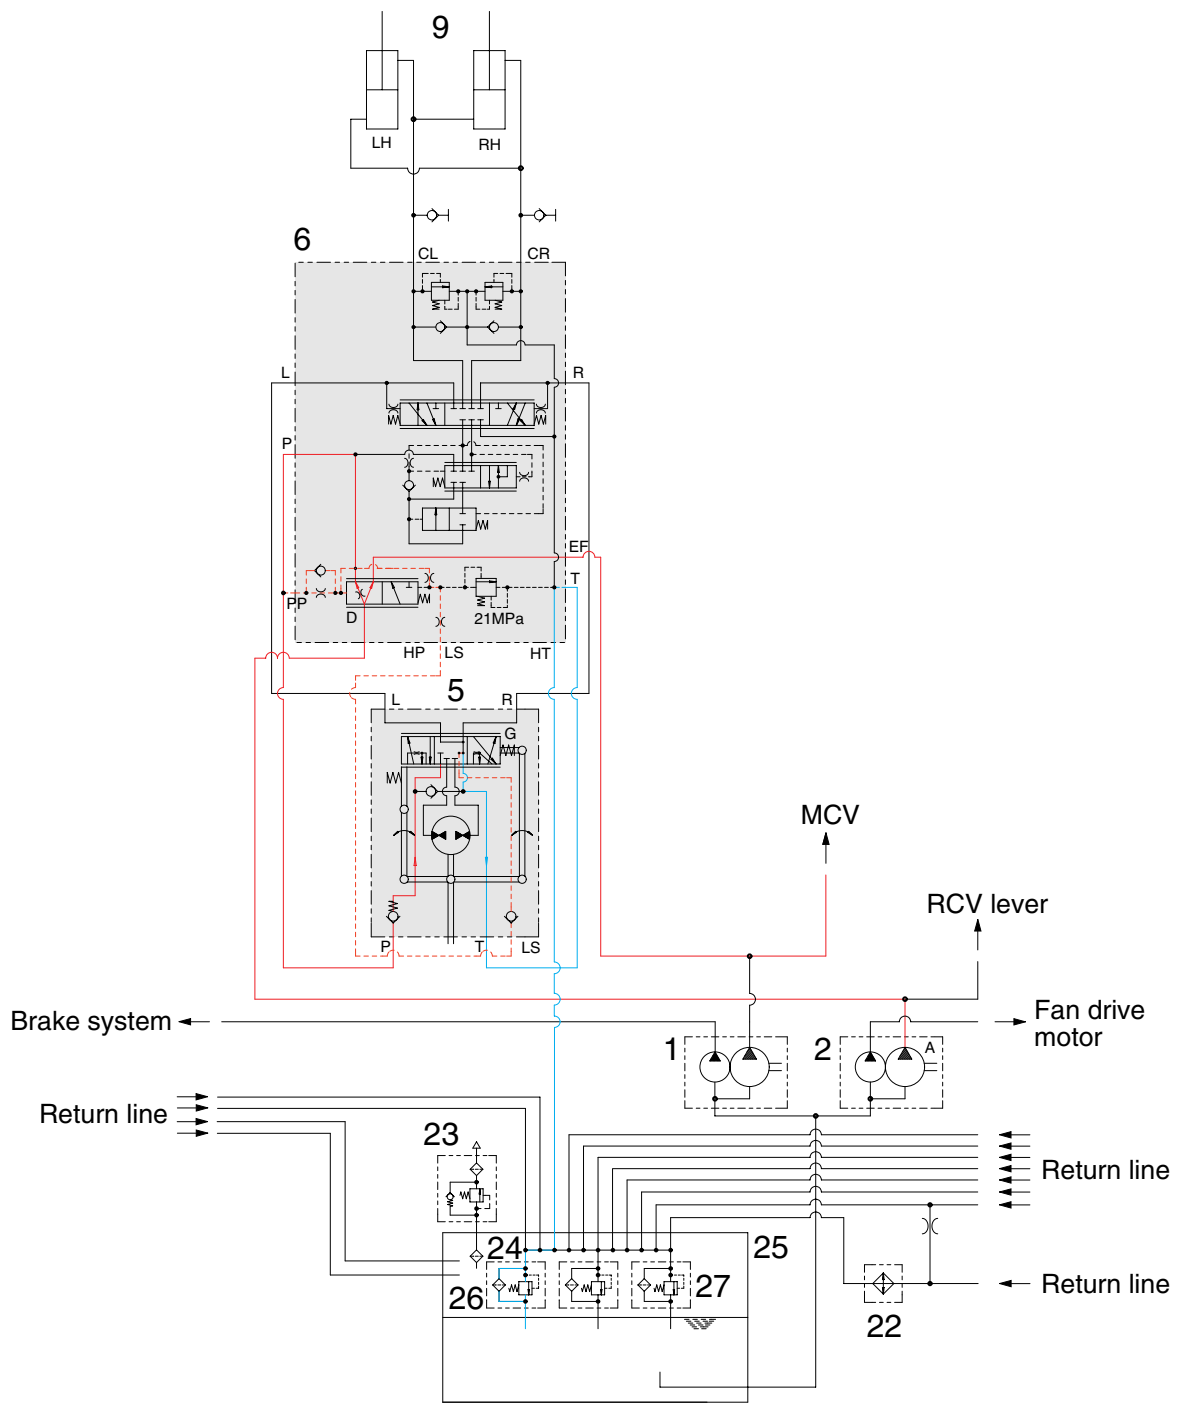 9
LH
RH
6
CL
CR
L
R
P
EF
PP
D
T
21MPa
HP
LS
HT
5
L
R
G
P
T
LS
MCV
RCV lever
Brake system
Fan drive
motor
1
2
A
Return line
23
Return line
24
25
26
27
22
Return line